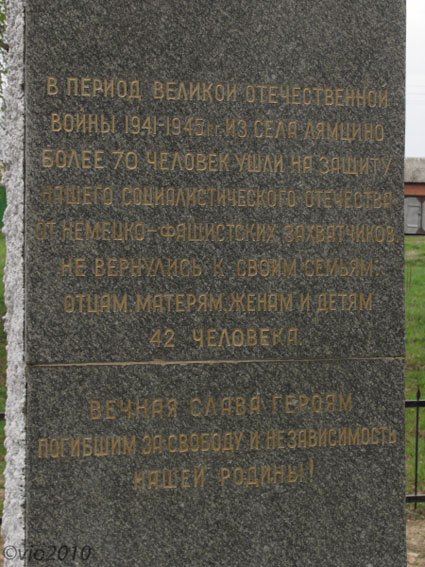 В ПЕРИОД ВЕЛИКОЙ ОТЕЧЕСТВЕННОЙ
ВОЙНЫ 1941-1945 г.г. ИЗ СЕЛА ЛЯМЦИНО
БОЛЕЕ 70 ЧЕЛОВЕК УШЛИ НА ЗАЩИТУ
НАШЕГО СОЦИАЛИСТИЧЕСКОГО ОТЕЧЕСТВА
ОТ НЕМЕЦКО-ФАШИСТСКИХ ЗАХВАТЧИКОВ
НЕ ВЕРНУЛИСЬ К СВОИМ СЕМЬЯМ:
ОТЦАМ, МАТЕРЯМ, ЖЕНАМ И ДЕТЯМ
42 ЧЕЛОВЕКА.
ВЕЧНАЯ СЛАВА ГЕРОЯМ
ПОГИБШИМ ЗА СВОБОДУ И НЕЗАВИСИМОСТЬ
НАШЕЙ РОДИНЫ!
©vio2010